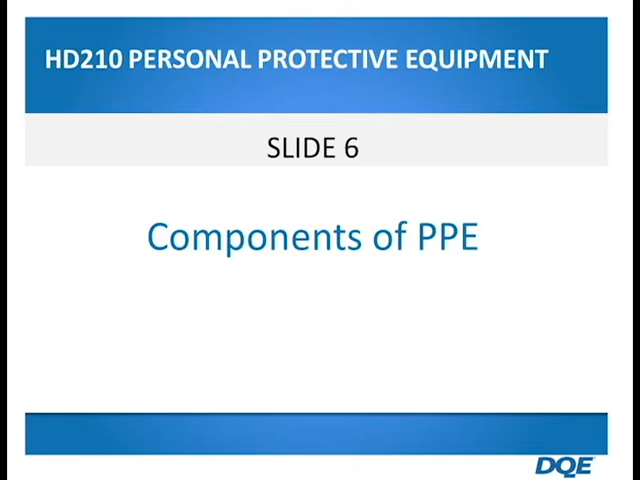 HD210 PERSONAL PROTECTIVE EQUIPMENT
SLIDE 6
Components of PPE
DQE